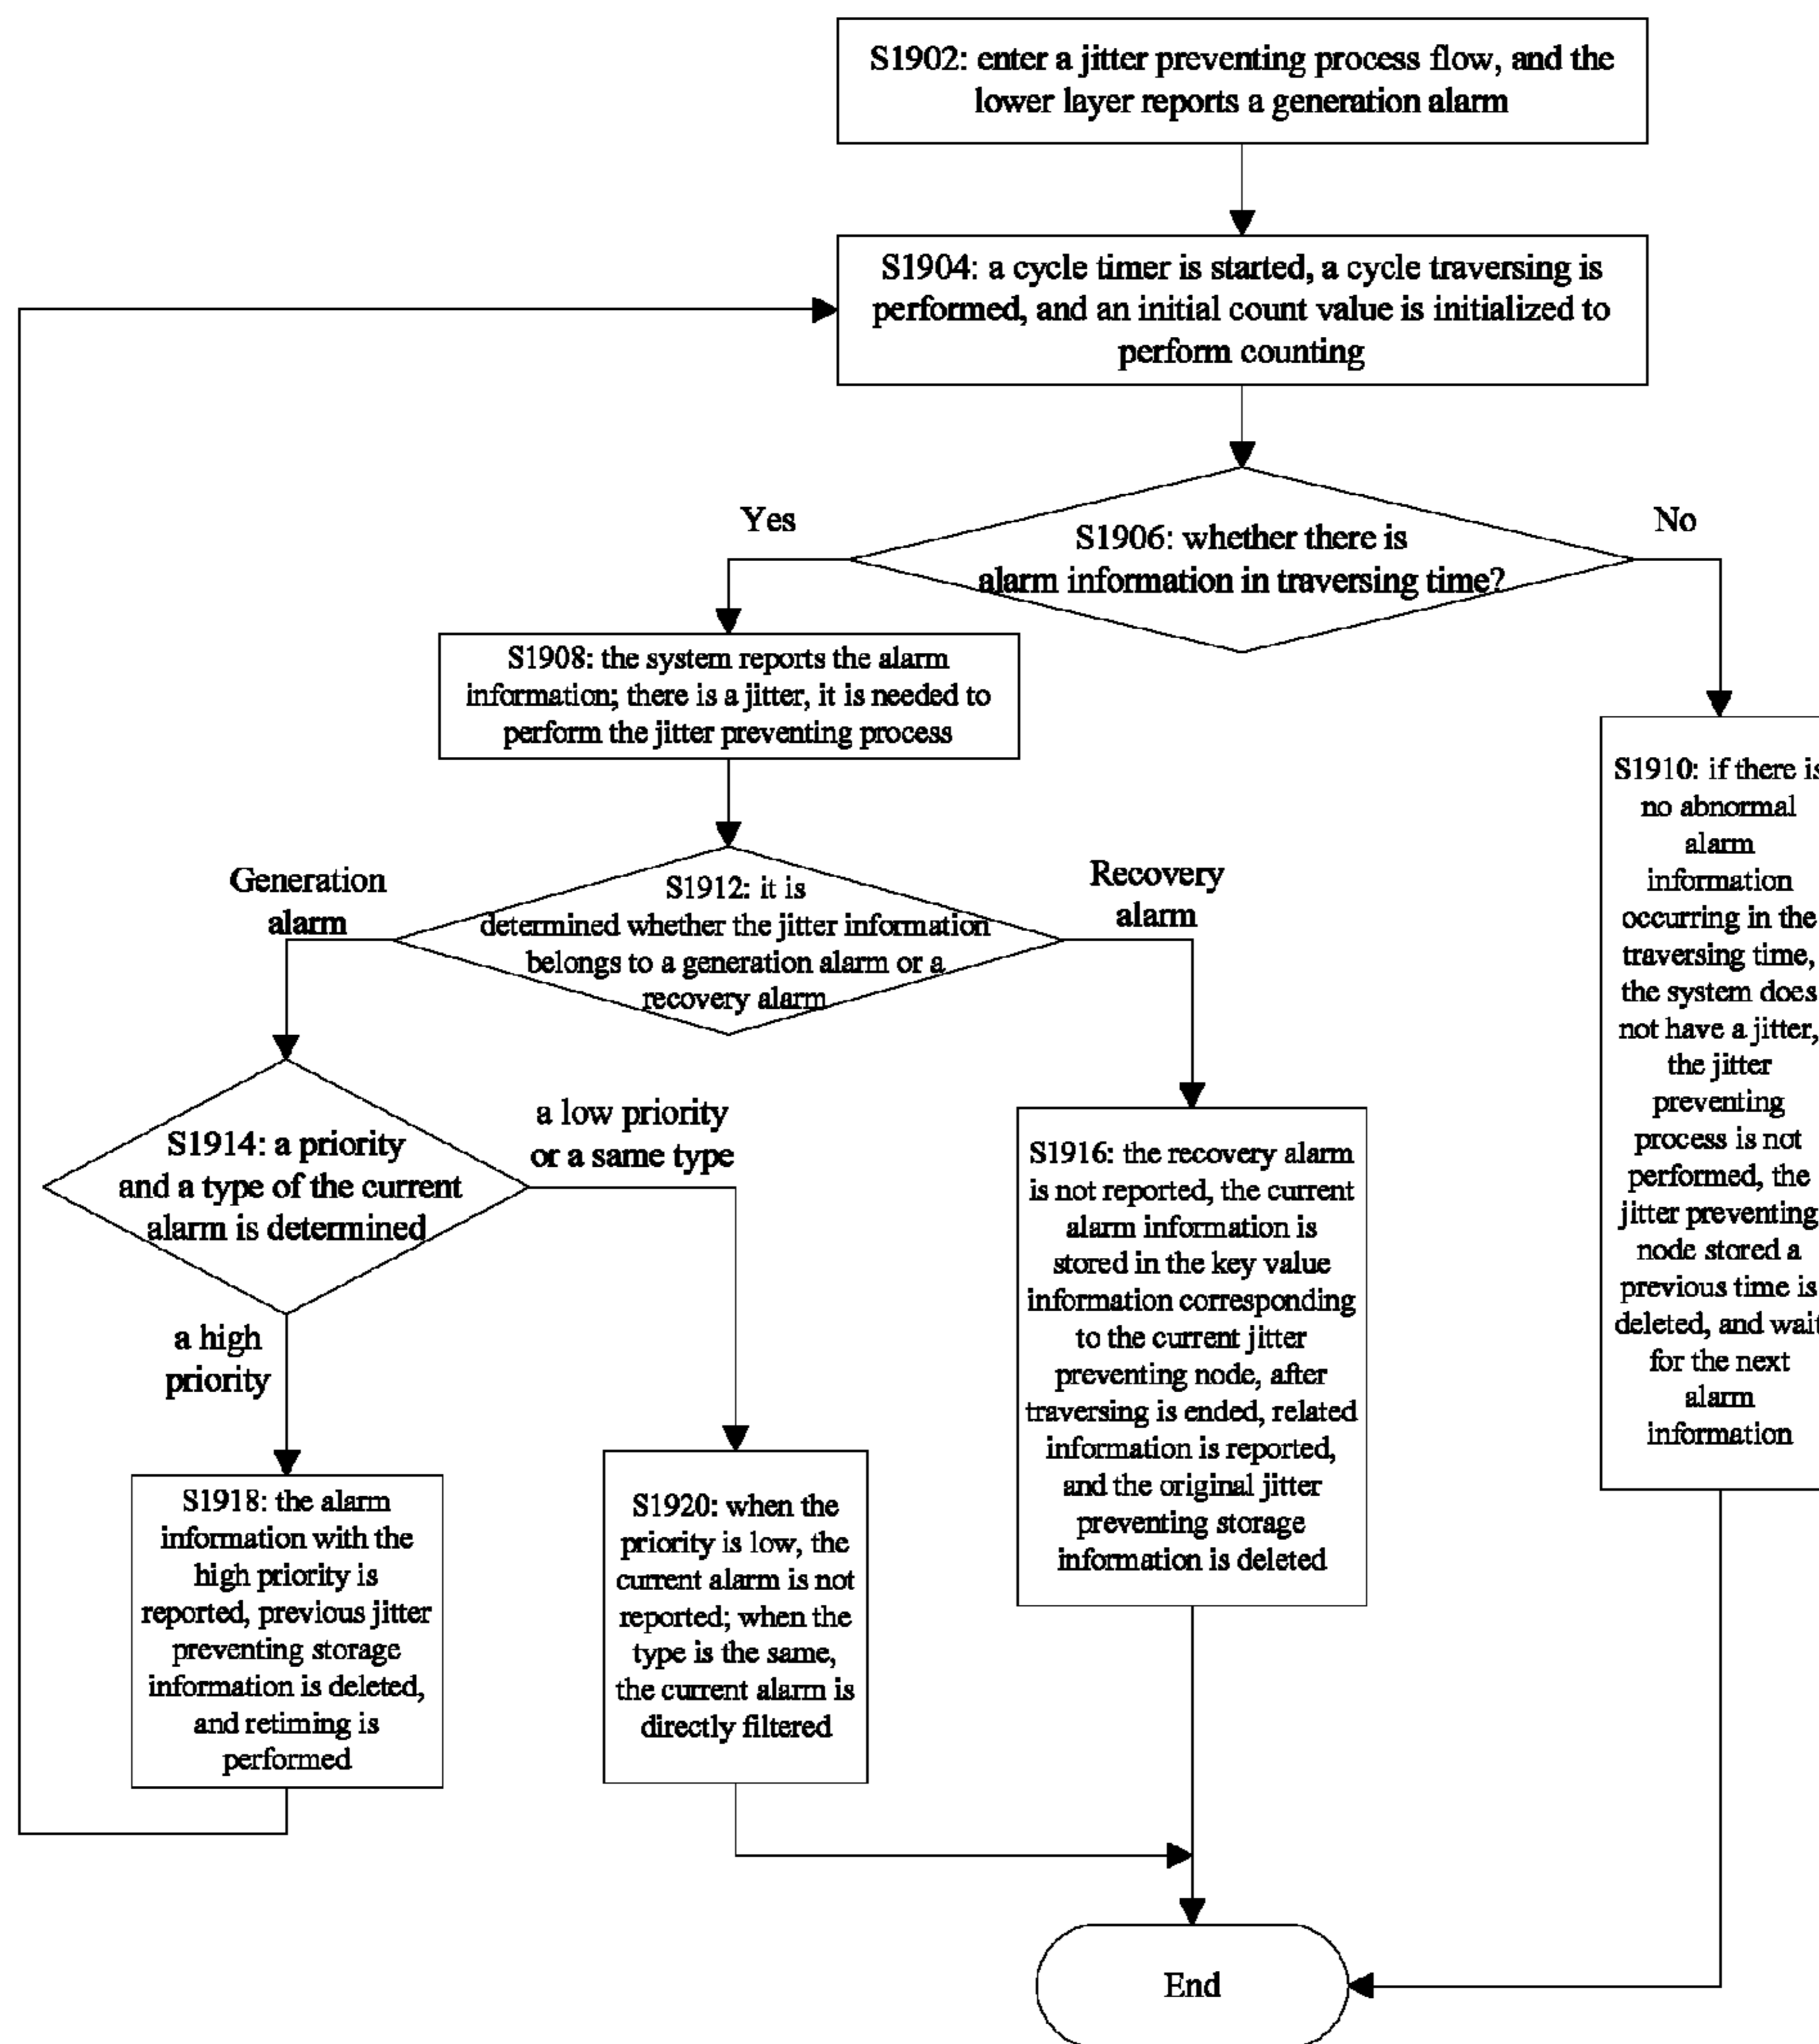 S1902: enter a jitter preventing process flow, and the
lower layer reports a generation alarm
S1904: a cycle timer is started, a cycle traversing is
performed, and an initial count value is initialized to
perform counting
Yes
No
S1906: whether there is
alarm information in traversing time?
S1908: the system reports the alarm
information; there is a jitter, it is needed to
perform the jitter preventing process
S1910: if there is
no abnormal
alarm
information
occurring in the
traversing time,
the system does
not have a jitter,
the jitter
preventing
process is not
performed, the
jitter preventing
node stored a
previous time is
deleted, and wait
for the next
alarm
information
Generation
alarm
Recovery
alarm
S1912: it is
determined whether the jitter information
belongs to a generation alarm or a
recovery alarm
S1914: a priority
and a type of the current
alarm is determined
a low priority
or a same type
a high
priority
S1916: the recovery alarm
is not reported, the current
alarm information is
stored in the key value
information corresponding
to the current jitter
preventing node, after
traversing is ended, related
information is reported,
and the original jitter
preventing storage
information is deleted
S1918: the alarm
information with the
high priority is
reported, previous jitter
preventing storage
information is deleted,
and retiming is
performed
S1920: when the
priority is low, the
current alarm is not
reported; when the
type is the same,
the current alarm is
directly filtered
End